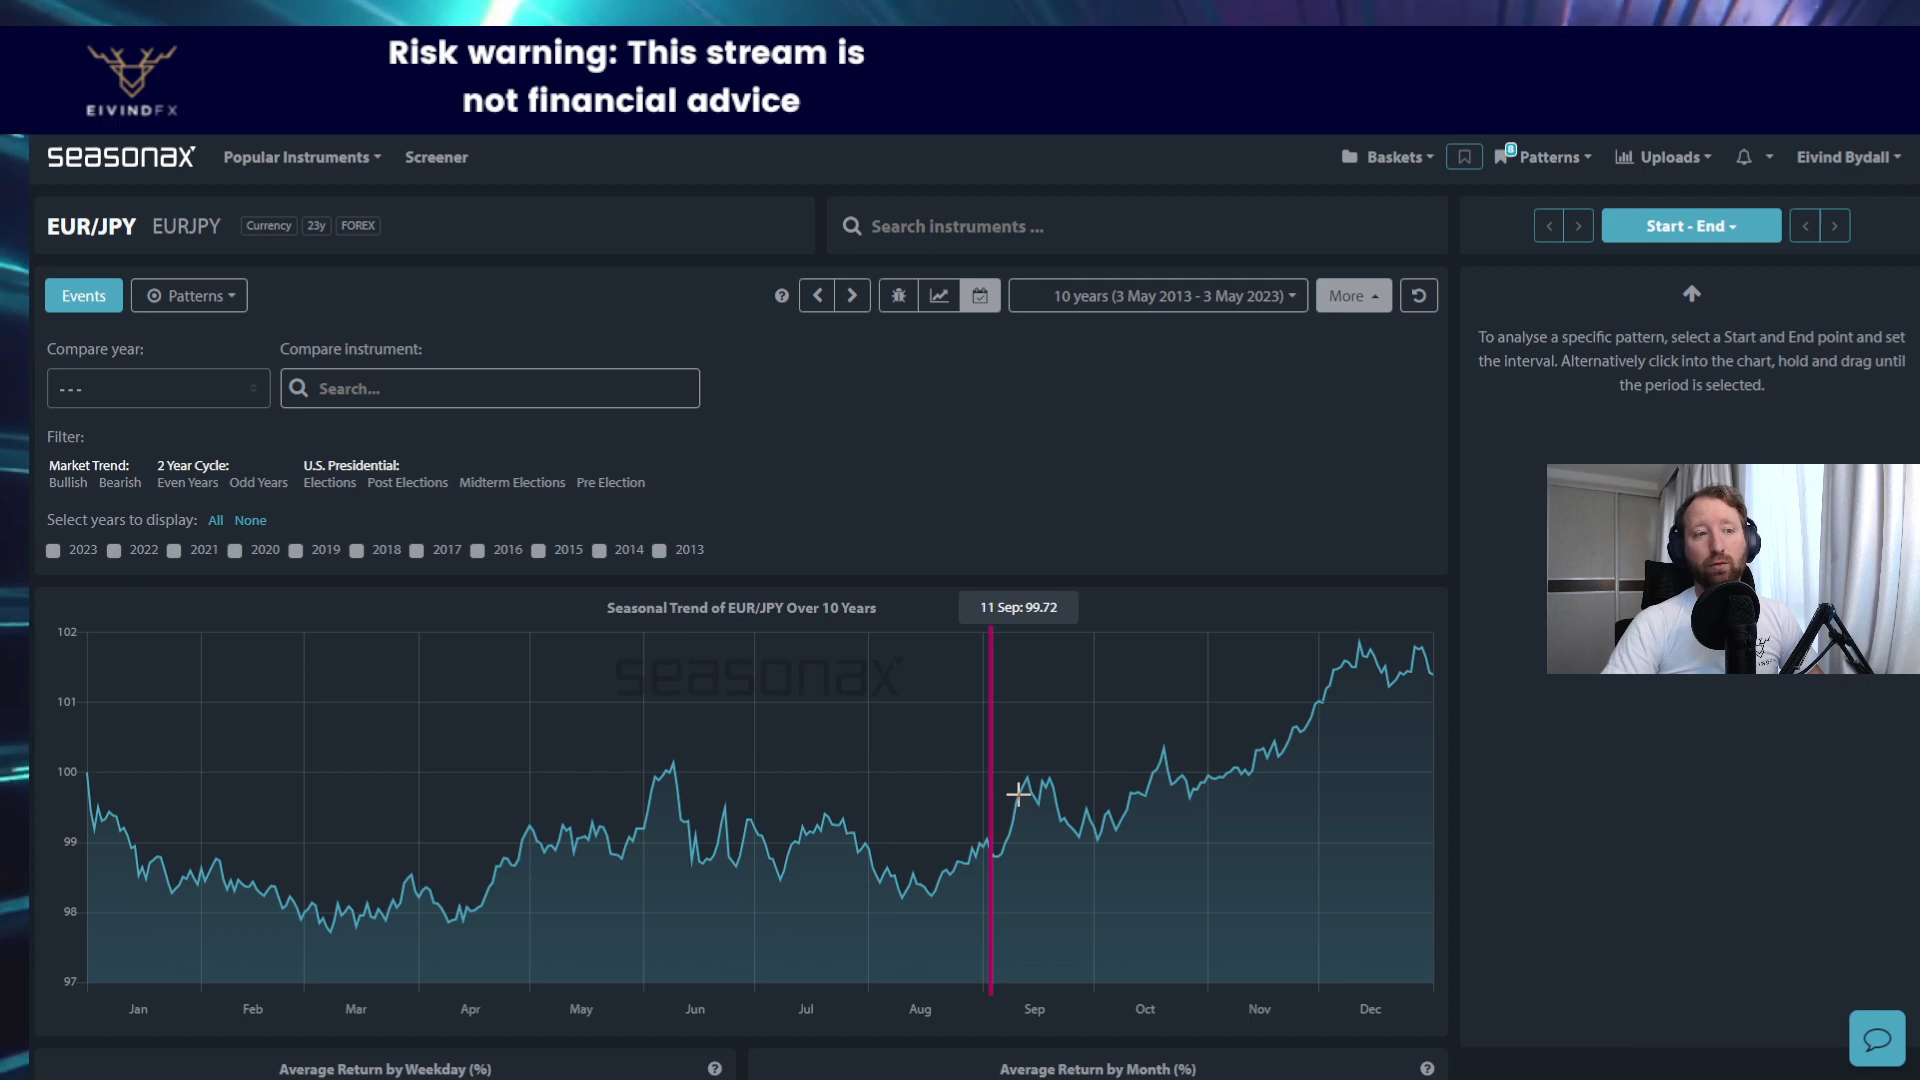 Risk warning: This stream is
not financial advice
EIVINDFX
seasonax
Popular Instruments
Screener
Baskets
8
Patterns
Uploads
Eivind Bydall
EUR/JPY EURJPY
Currency
23y
FOREX
Search instruments ...
Start - End
Events
Patterns
10 years (3 May 2013 - 3 May 2023)
More
To analyse a specific pattern, select a Start and End point and set
the interval. Alternatively click into the chart, hold and drag until
the period is selected.
Compare year:
Compare instrument:
---
Search...
Filter:
Market Trend:
2 Year Cycle:
U.S. Presidential:
Bullish Bearish
Even Years Odd Years
Elections Post Elections Midterm Elections Pre Election
Select years to display: All None
2023 2022 2021 2020 2019 2018 2017 2016 2015 2014 2013
Seasonal Trend of EUR/JPY Over 10 Years
11 Sep: 99.72
seasonax
102
101
100
99
98
97
Jan Feb Mar Apr May Jun Jul Aug Sep Oct Nov Dec
Average Return by Weekday (%)
Average Return by Month (%)